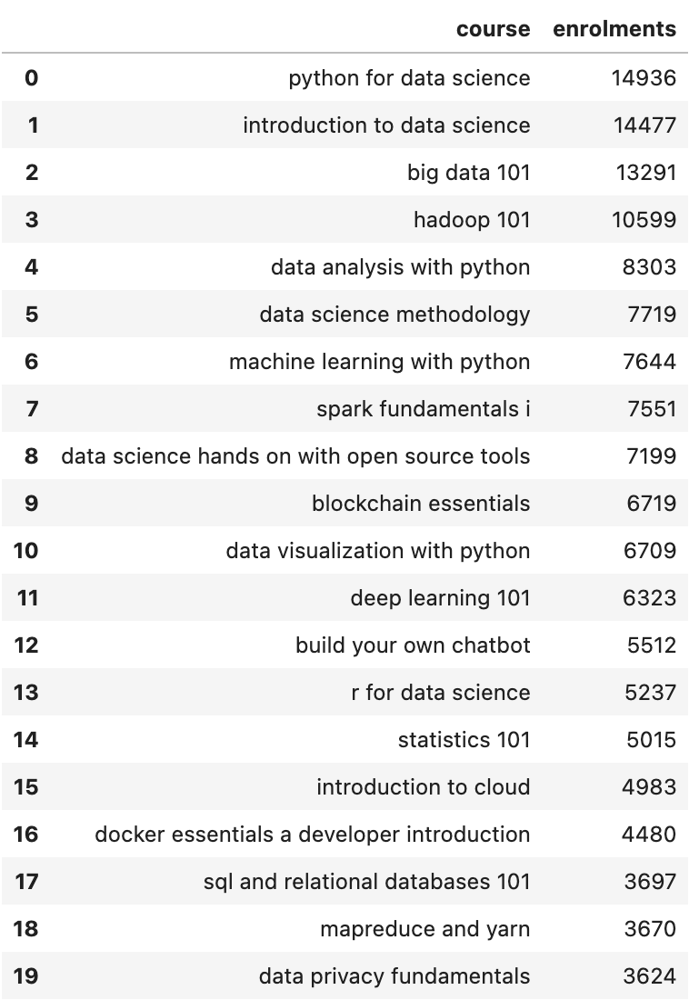 course enrolments
0 python for data science 14936
1 introduction to data science 14477
2 big data 101 13291
3 hadoop 101 10599
4 data analysis with python 8303
5 data science methodology 7719
6 machine learning with python 7644
7 spark fundamentals i 7551
8 data science hands on with open source tools 7199
9 blockchain essentials 6719
10 data visualization with python 6709
11 deep learning 101 6323
12 build your own chatbot 5512
13 r for data science 5237
14 statistics 101 5015
15 introduction to cloud 4983
16 docker essentials a developer introduction 4480
17 sql and relational databases 101 3697
18 mapreduce and yarn 3670
19 data privacy fundamentals 3624